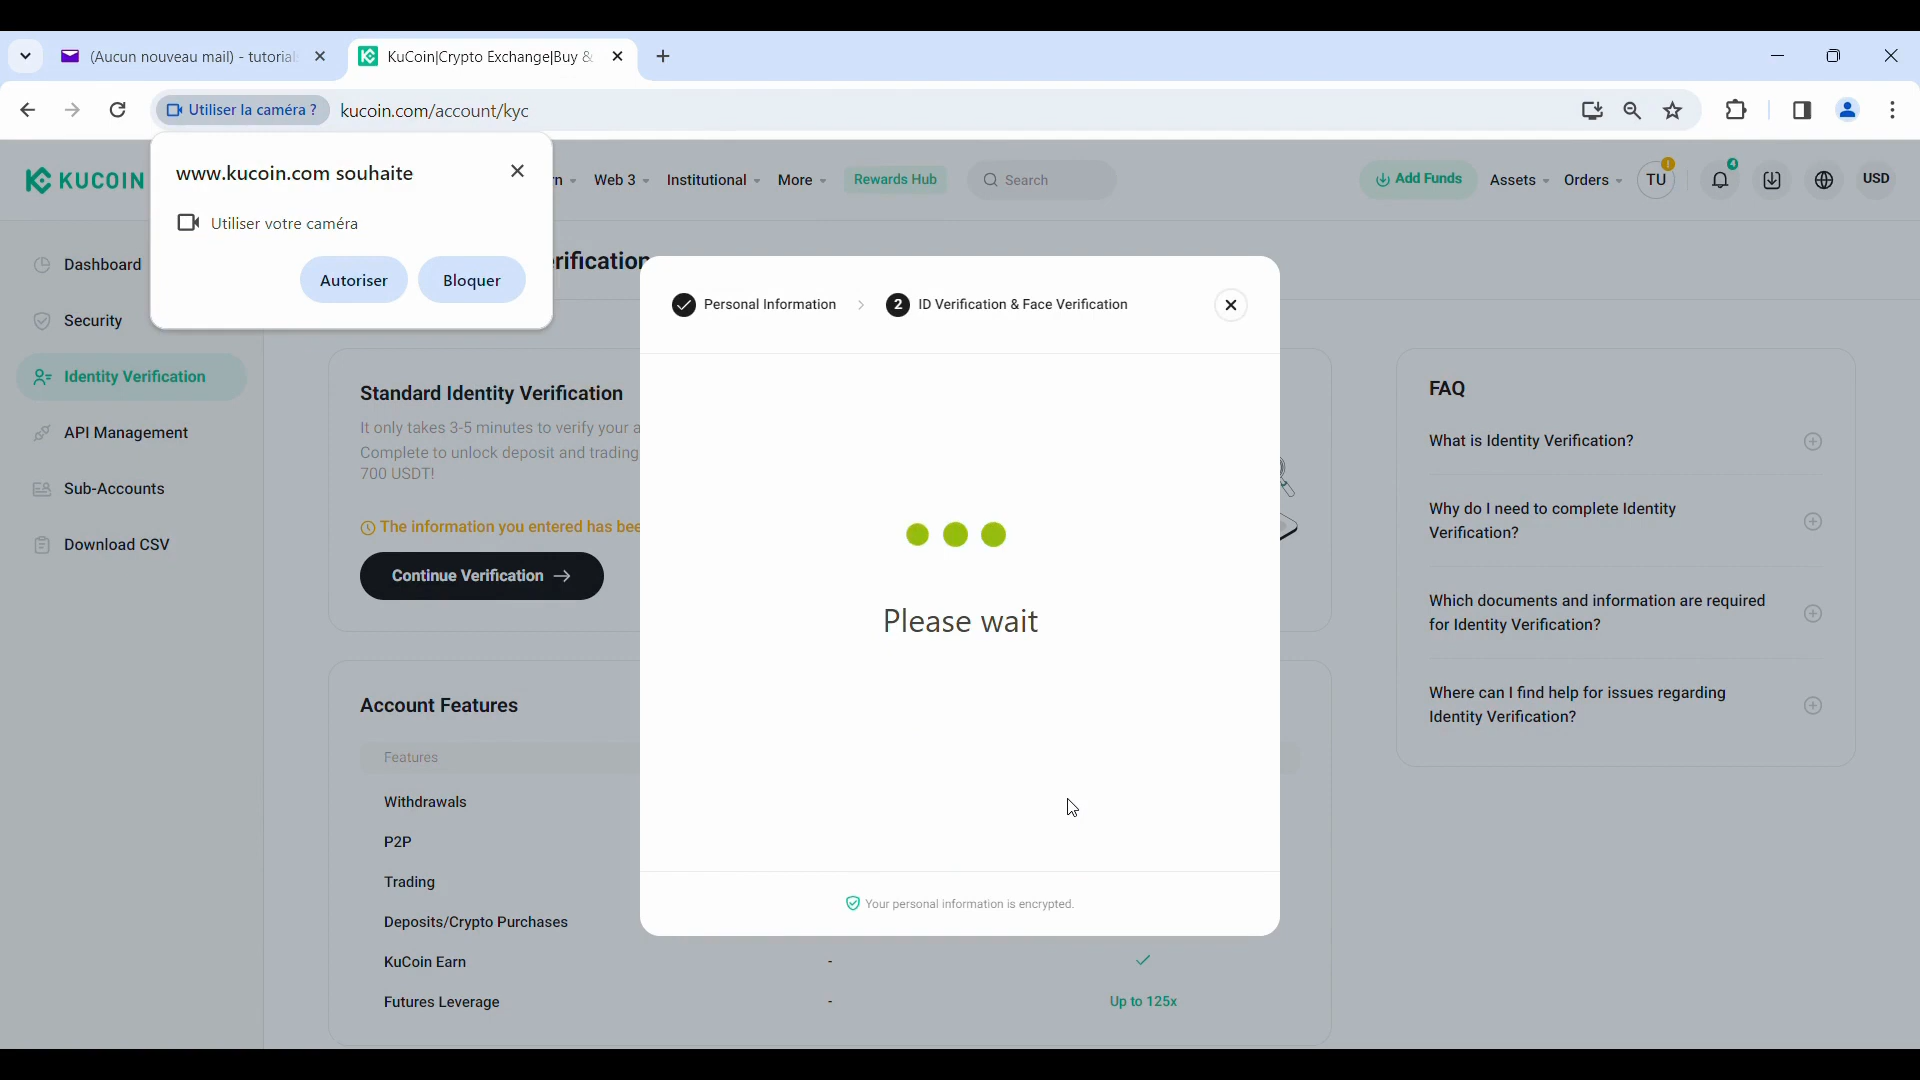 (Aucun nouveau mail) - tutorial
KuCoin|Crypto Exchange|Buy &
Utiliser la caméra ?
kucoin.com/account/kyc
www.kucoin.com souhaite
Utiliser votre caméra
Autoriser
Bloquer
KUCOIN
rn
Web 3
Institutional
More
Rewards Hub
Search
Add Funds
Assets
Orders
TU
4
USD
Dashboard
Security
Identity Verification
API Management
Sub-Accounts
Download CSV
erification
Standard Identity Verification
It only takes 3-5 minutes to verify your a
Complete to unlock deposit and trading
700 USDT!
The information you entered has bee
Continue Verification
Account Features
Features
Withdrawals
P2P
Trading
Deposits/Crypto Purchases
KuCoin Earn
-
Futures Leverage
-
Up to 125x
Personal Information
2 ID Verification & Face Verification
Please wait
Your personal information is encrypted.
FAQ
What is Identity Verification?
Why do I need to complete Identity
Verification?
Which documents and information are required
for Identity Verification?
Where can I find help for issues regarding
Identity Verification?